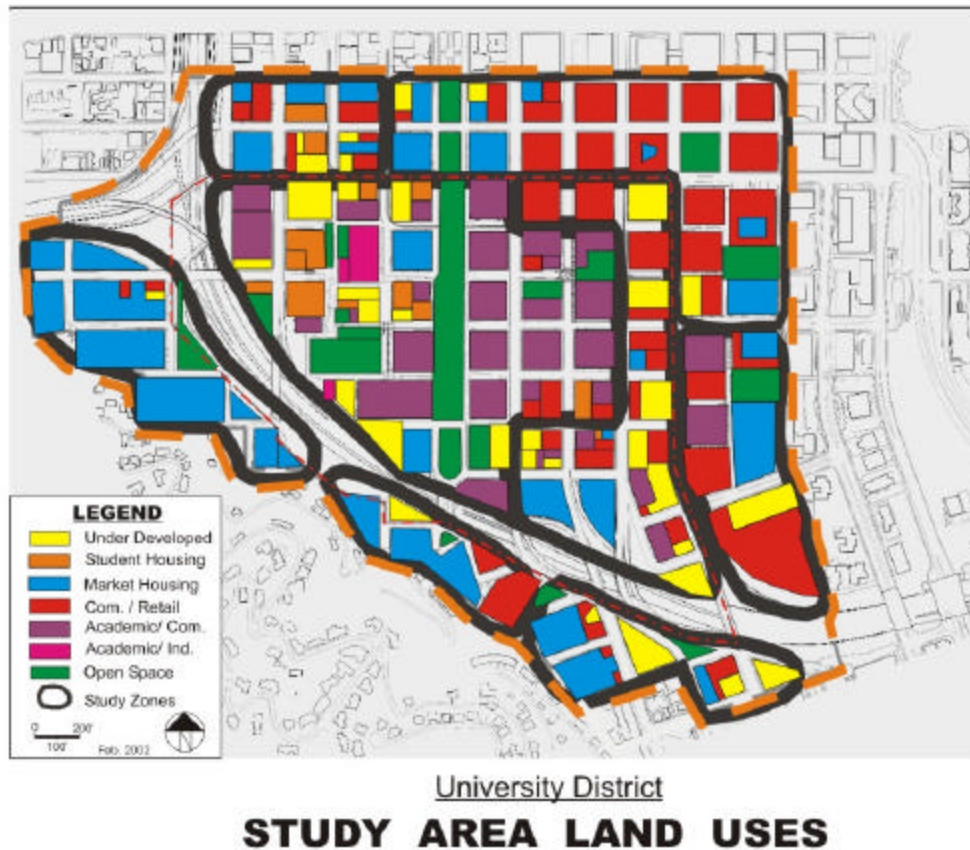 LEGEND
Under Developed
Student Housing
Market Housing
Com. / Retail
Academic/ Com.
Academic/ Ind.
Open Space
Study Zones
0 200'
100'
Feb. 2002
N
University District
STUDY AREA LAND USES